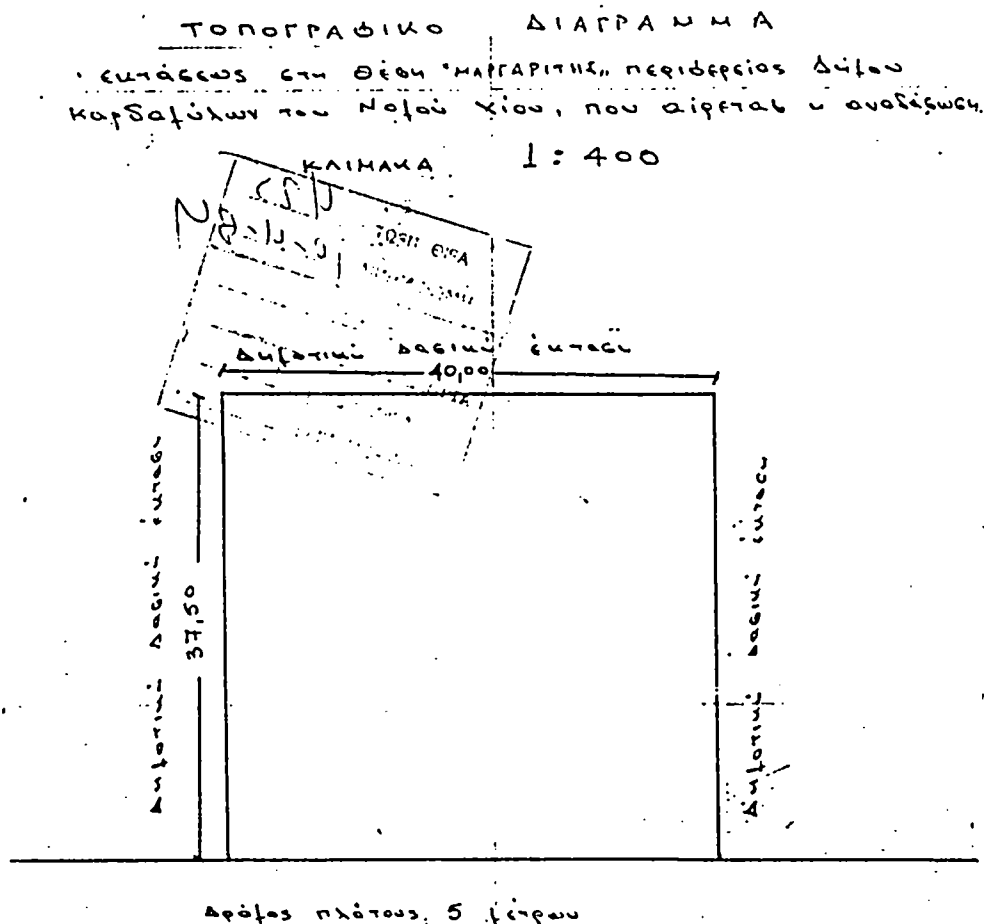 ΤΟΠΟΓΡΑΦΙΚΟ ΔΙΑΓΡΑΜΜΑ
εκτάσεως στη θέση "ΜΑΡΓΑΡΙΤΗΣ„ περιφερείας Δήμου
Καρδαμύλων του Νομού Χίου, που αίρεται η αναδάσωση.
ΚΛΙΜΑΚΑ 1:400
Δημοτική Δασική έκταση
40,00
Δημοτική Δασική έκταση
37,50
Δημοτική Δασική έκταση
Δρόμος πλάτους 5 μέτρων